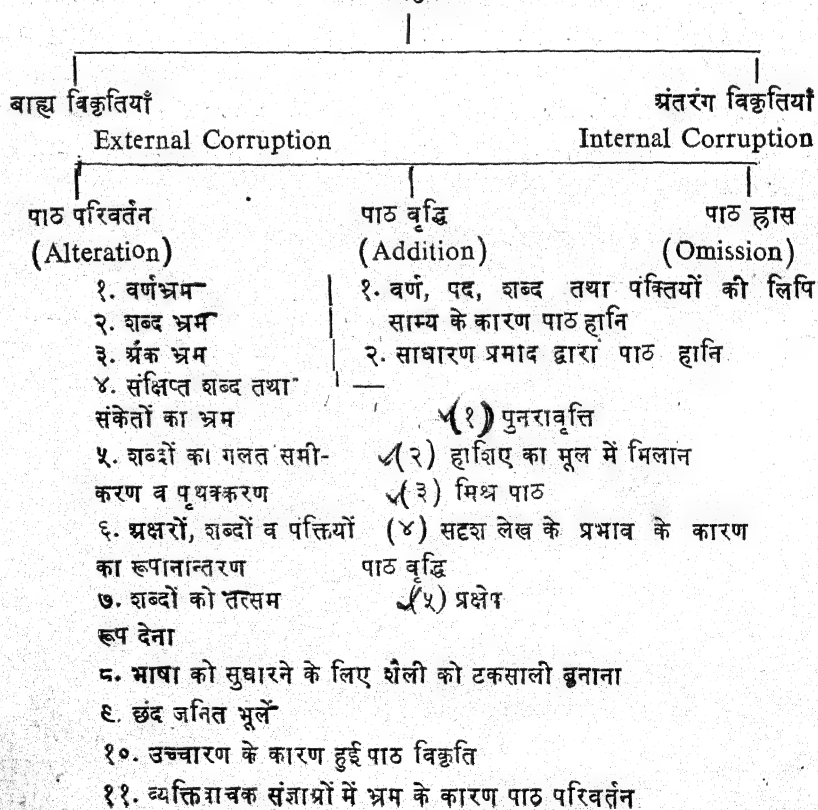 बाह्य विकृतियाँ अंतरंग विकृतियाँ
External Corruption Internal Corruption
पाठ परिवर्तन पाठ वृद्धि पाठ ह्रास
(Alteration) (Addition) (Omission)
१. वर्णभ्रम १. वर्ण, पद, शब्द तथा पंक्तियों की लिपि
२. शब्द भ्रम साम्य के कारण पाठ हानि
३. अंक भ्रम २. साधारण प्रमाद द्वारा पाठ हानि
४. संक्षिप्त शब्द तथा
संकेतों का भ्रम (१) पुनरावृत्ति
५. शब्दों का गलत समी- (२) हाशिए का मूल में मिलान
करण व पृथक्करण (३) मिश्र पाठ
६. अक्षरों, शब्दों व पंक्तियों (४) सदृश लेख के प्रभाव के कारण
का रूपानान्तरण पाठ वृद्धि
७. शब्दों को तत्सम (५) प्रक्षेप
रूप देना
८. भाषा को सुधारने के लिए शैली को टकसाली बनाना
९. छंद जनित भूलें
१०. उच्चारण के कारण हुई पाठ विकृति
११. व्यक्तिवाचक संज्ञाओं में भ्रम के कारण पाठ परिवर्तन